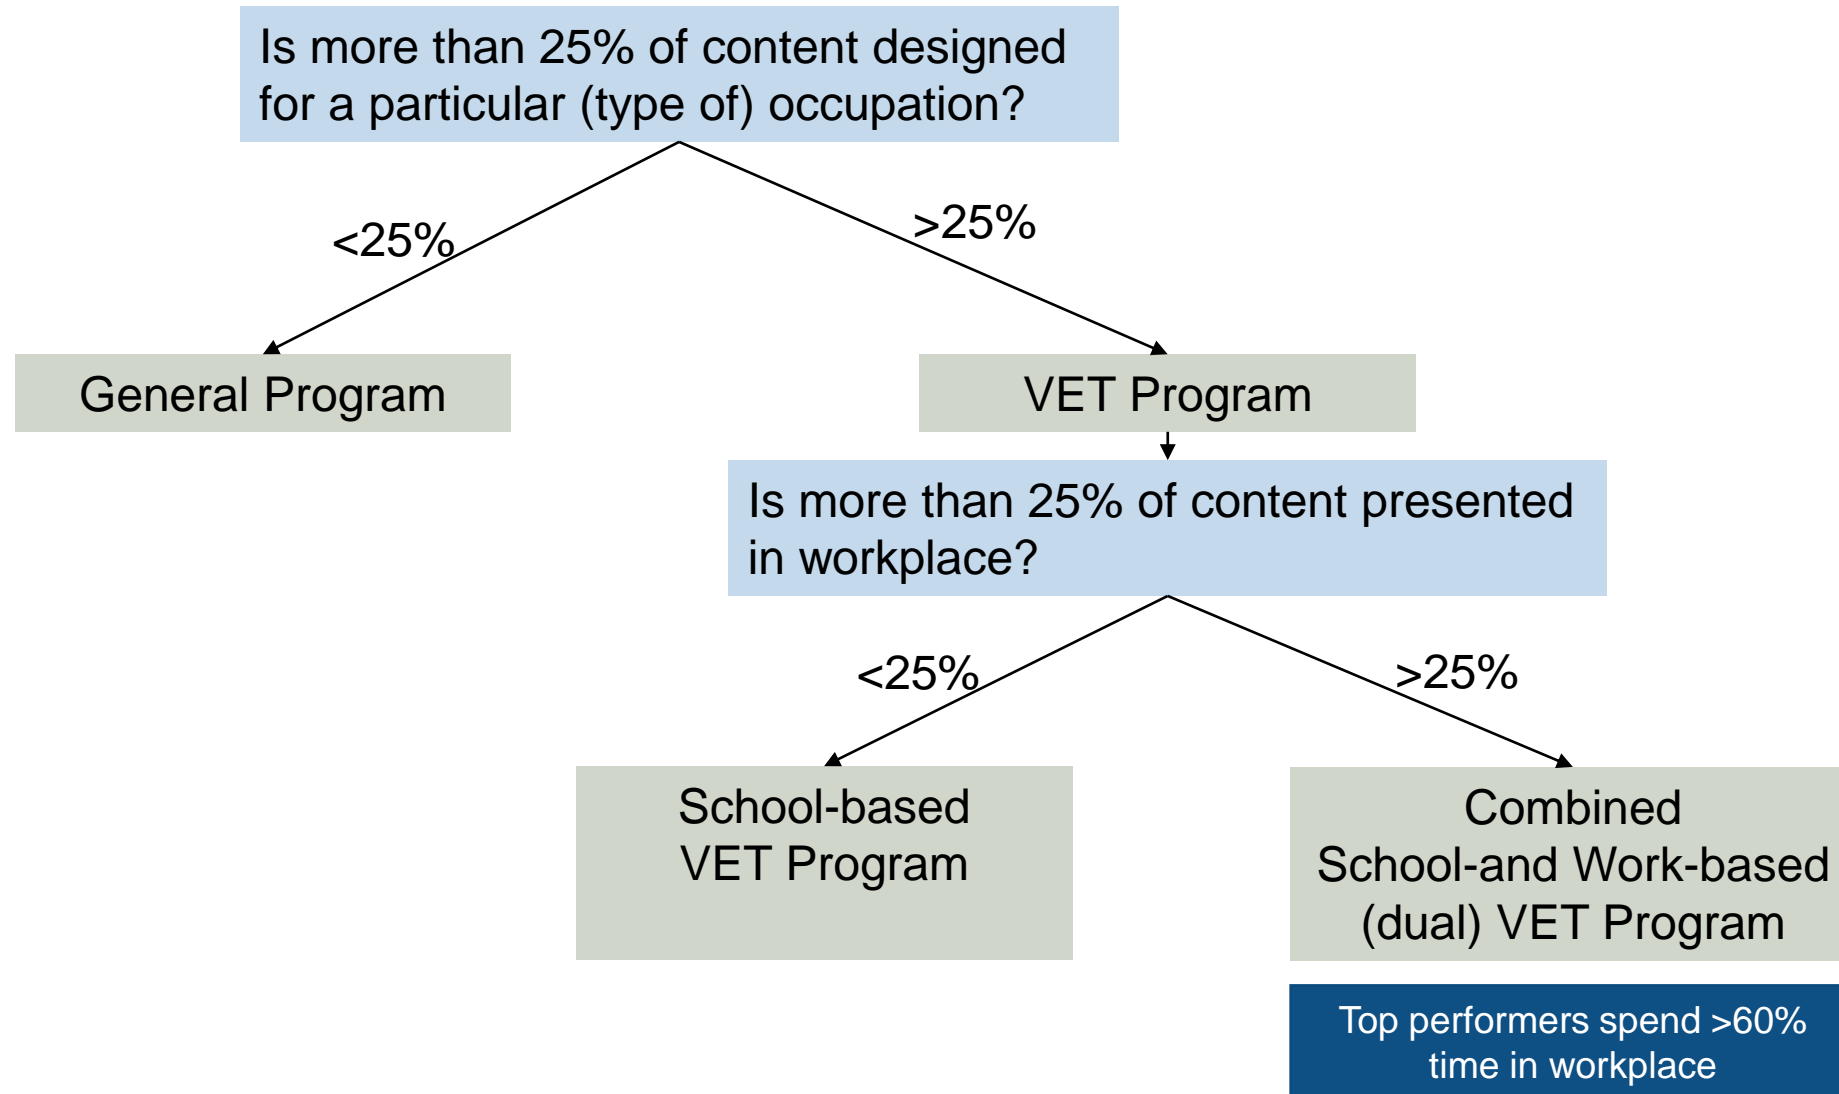 Is more than 25% of content designed
for a particular (type of) occupation?
<25%
>25%
General Program
VET Program
Is more than 25% of content presented
in workplace?
<25%
>25%
School-based
VET Program
Combined
School-and Work-based
(dual) VET Program
Top performers spend >60%
time in workplace